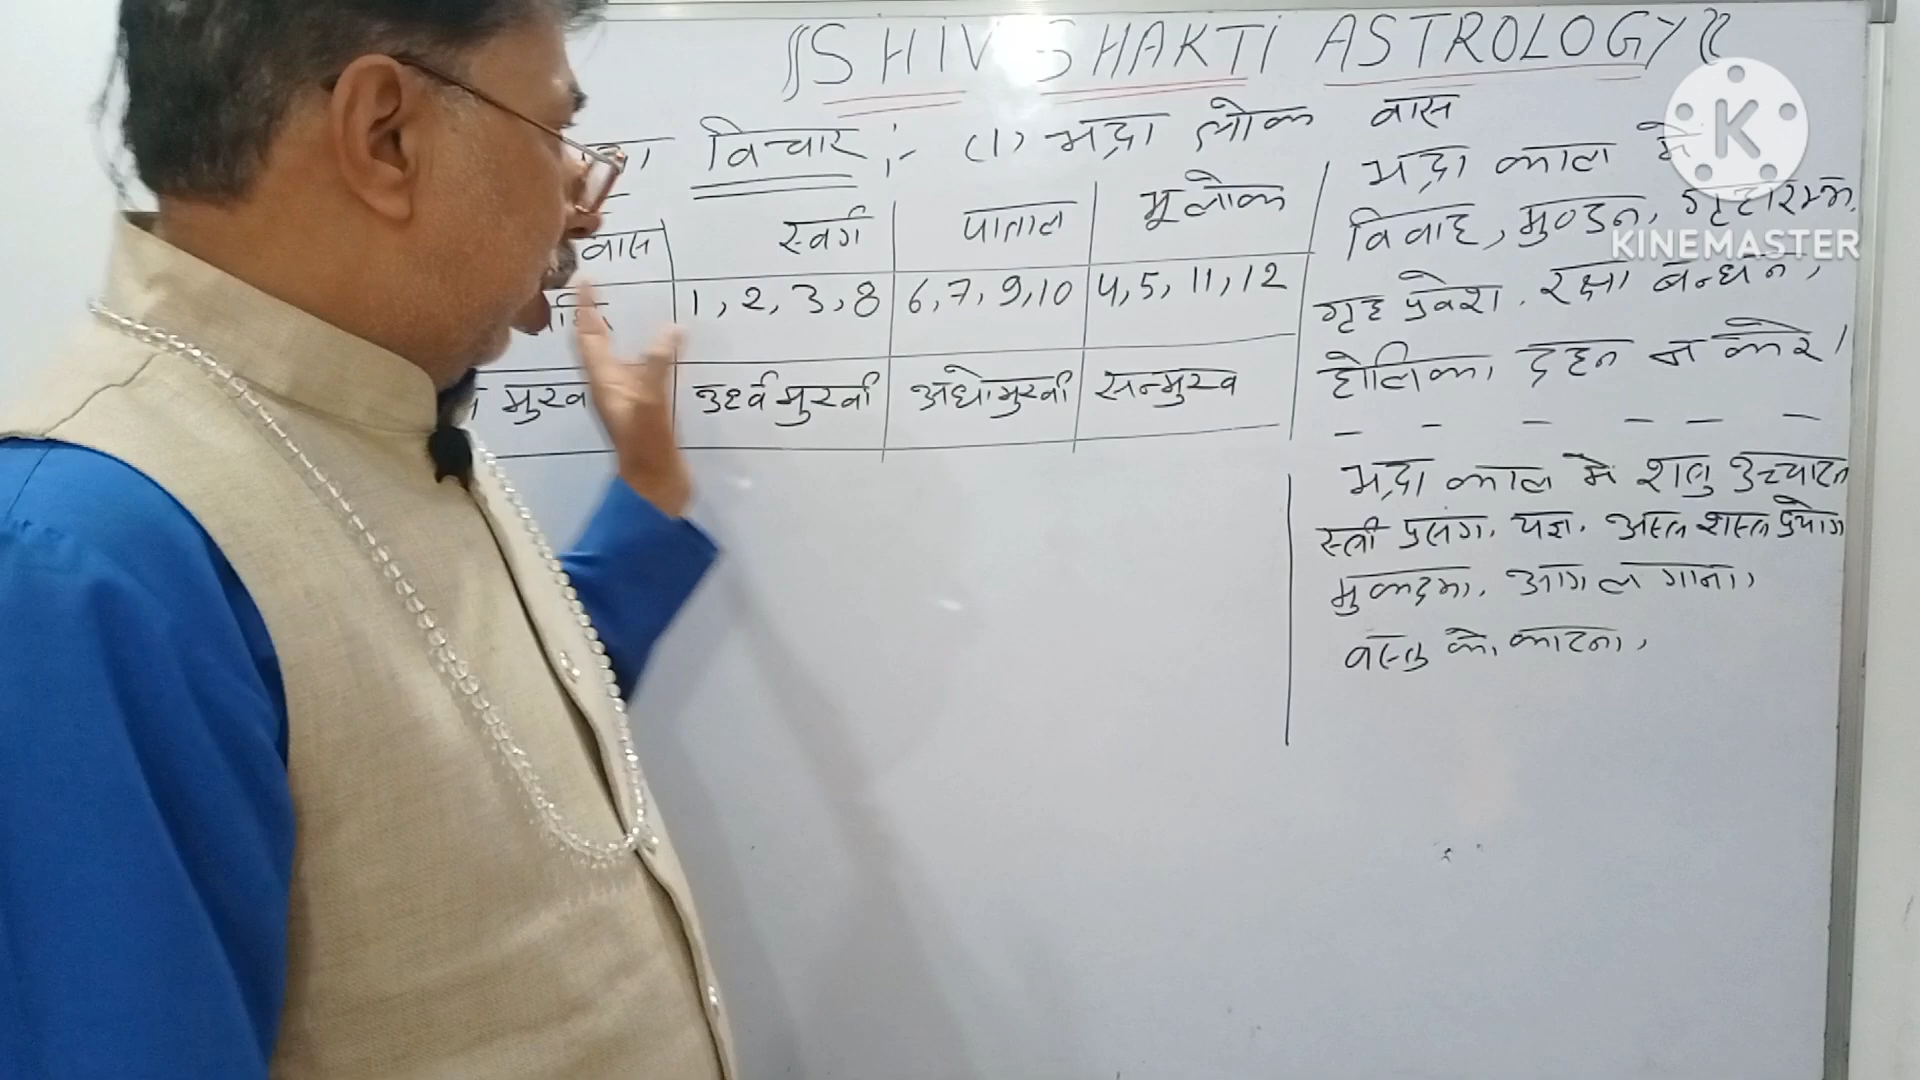 ॥SHIV SHAKTI ASTROLOGY॥
विचार :- (1) भद्रा लोक वास
वास | स्वर्ग | पाताल | भूलोक
1, 2, 3, 8 | 6, 7, 9, 10 | 4, 5, 11, 12
मुख | उर्ध्वमुखी | अधोमुखी | सन्मुख
भद्रा काल मे
विवाह, मुण्डन, गृहारम्भ,
गृह प्रवेश, रक्षा बन्धन,
होलिका दहन न करे।
भद्रा काल मे शत्रु उच्चाटन
स्त्री प्रसंग, यज्ञ, अस्त्र शस्त्र प्रयोग
मुकदमा, आग लगाना,
वस्तु को काटना,
K
KINEMASTER